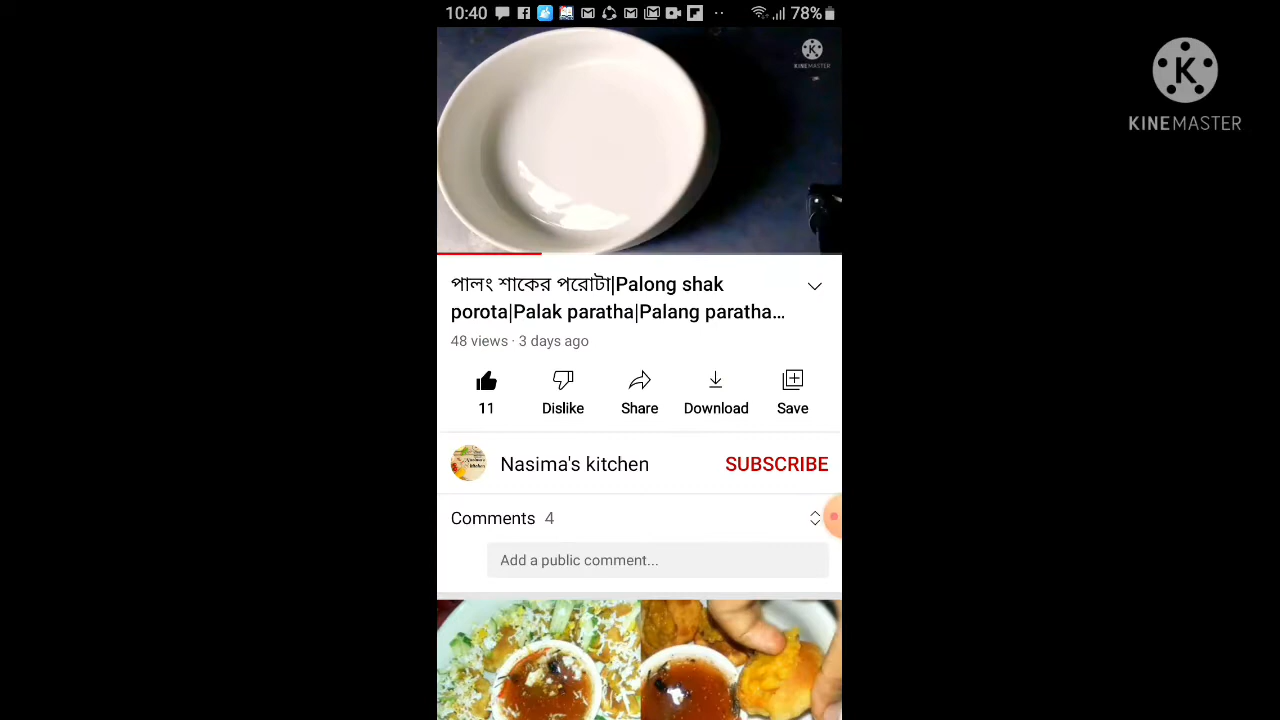 10:40
78%
KINEMASTER
KINEMASTER
পালং শাকের পরোটা|Palong shak
porota|Palak paratha|Palang paratha...
48 views · 3 days ago
11 Dislike Share Download Save
Nasima's kitchen SUBSCRIBE
Comments 4
Add a public comment...